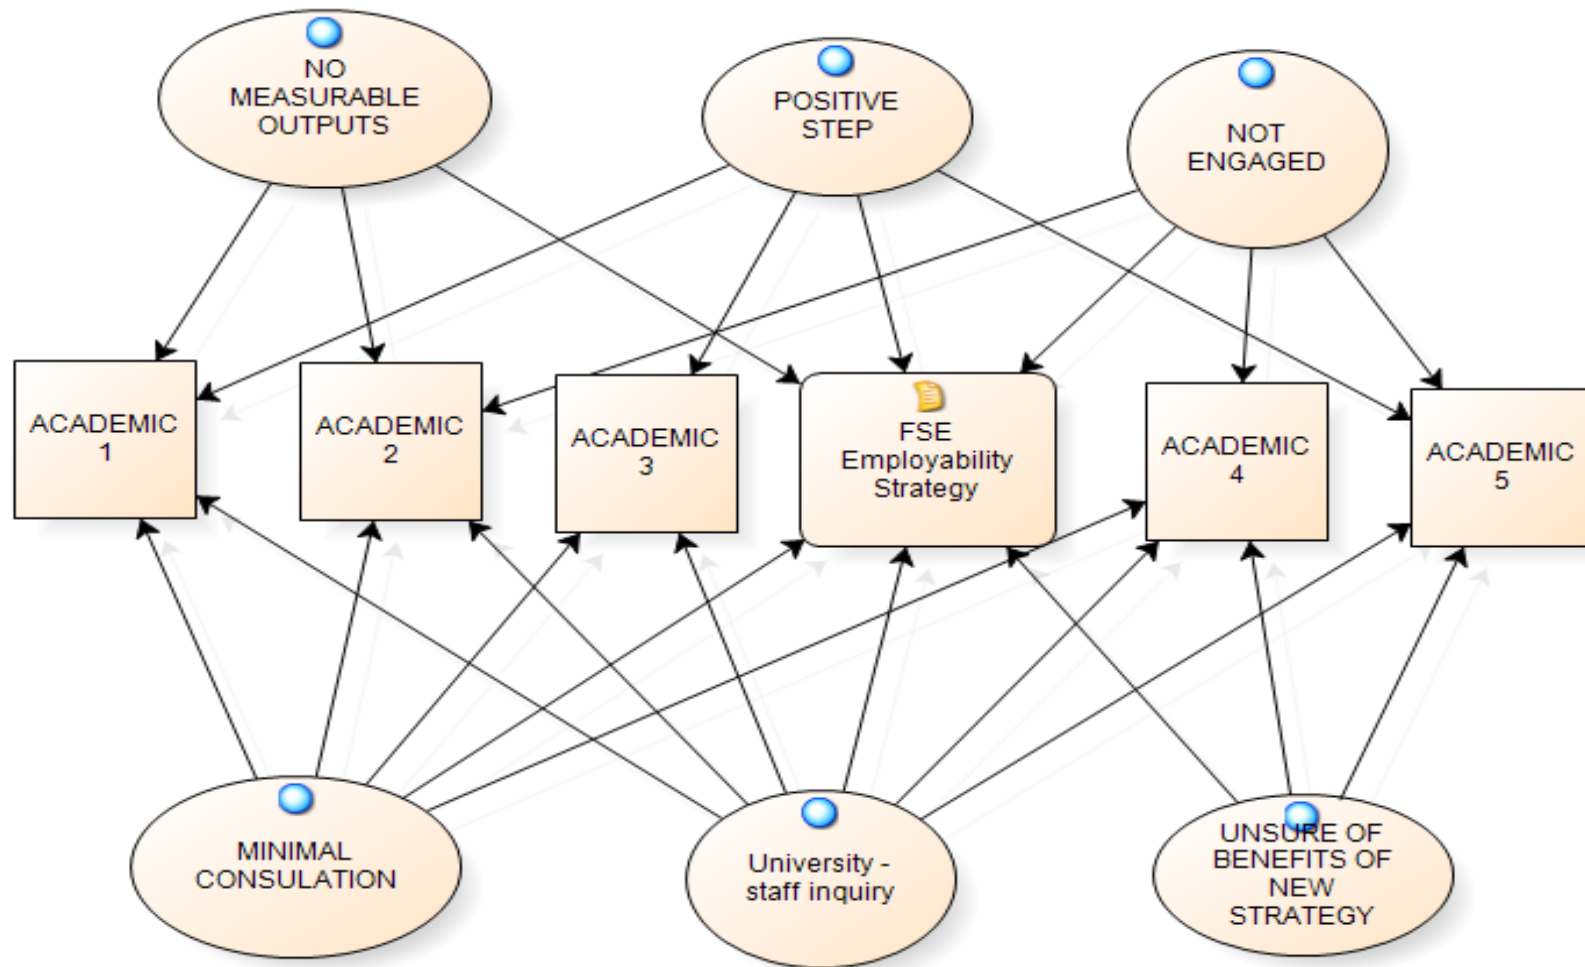 NO
MEASURABLE
OUTPUTS
POSITIVE
STEP
NOT
ENGAGED
ACADEMIC
1
ACADEMIC
2
ACADEMIC
3
FSE
Employability
Strategy
ACADEMIC
4
ACADEMIC
5
MINIMAL
CONSULATION
University -
staff inquiry
UNSURE OF
BENEFITS OF
NEW
STRATEGY